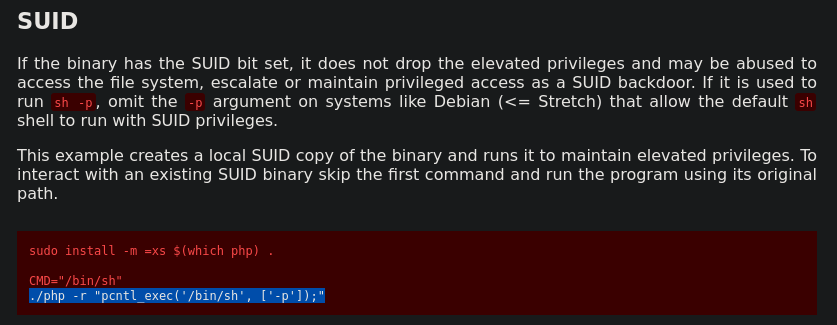 SUID
If the binary has the SUID bit set, it does not drop the elevated privileges and may be abused to
access the file system, escalate or maintain privileged access as a SUID backdoor. If it is used to
run sh -p, omit the -p argument on systems like Debian (<= Stretch) that allow the default sh
shell to run with SUID privileges.
This example creates a local SUID copy of the binary and runs it to maintain elevated privileges. To
interact with an existing SUID binary skip the first command and run the program using its original
path.
sudo install -m =xs $(which php) .
CMD="/bin/sh"
./php -r "pcntl_exec('/bin/sh', ['-p']);"